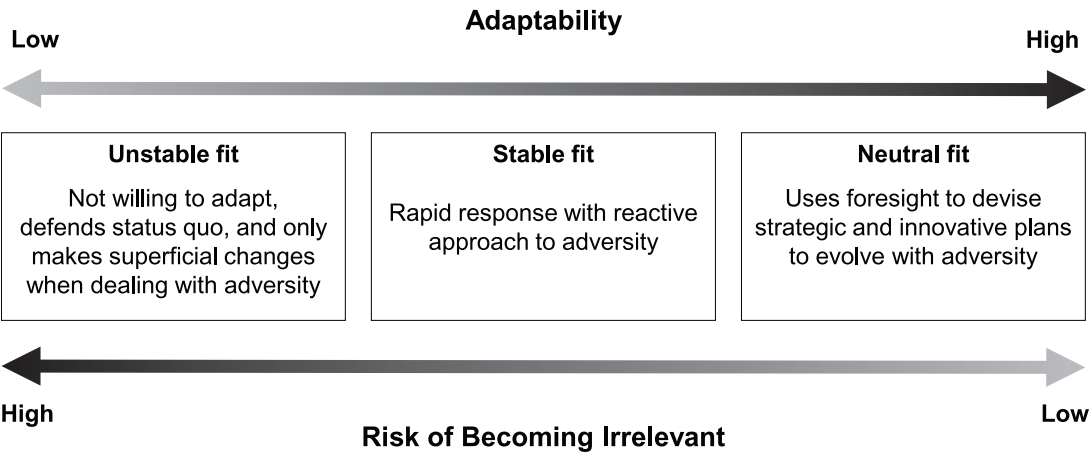 Adaptability
Low
High
Unstable fit
Not willing to adapt,
defends status quo, and only
makes superficial changes
when dealing with adversity
Stable fit
Rapid response with reactive
approach to adversity
Neutral fit
Uses foresight to devise
strategic and innovative plans
to evolve with adversity
High
Low
Risk of Becoming Irrelevant